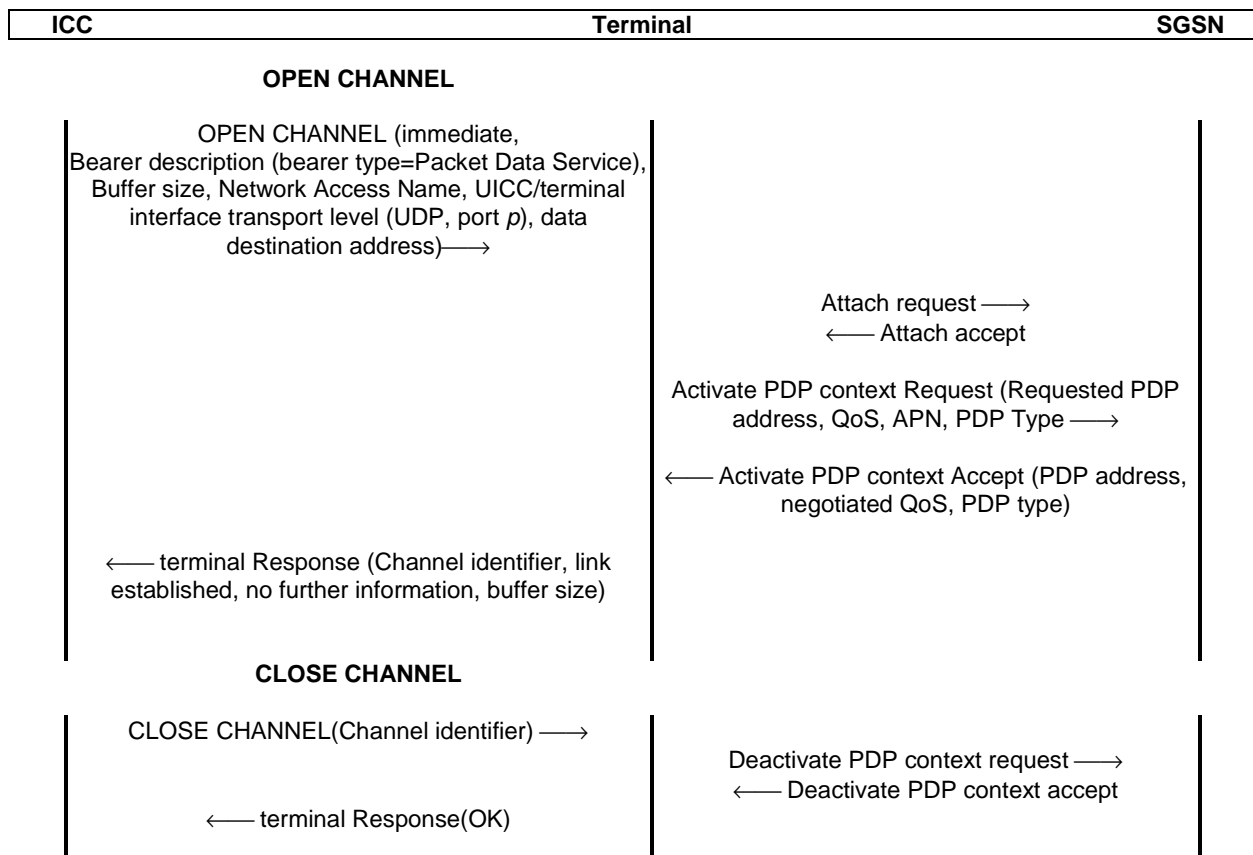 ICC Terminal SGSN
OPEN CHANNEL
OPEN CHANNEL (immediate,
Bearer description (bearer type=Packet Data Service),
Buffer size, Network Access Name, UICC/terminal
interface transport level (UDP, port p), data
destination address)⟶
Attach request ⟶
⟵ Attach accept
Activate PDP context Request (Requested PDP
address, QoS, APN, PDP Type ⟶
⟵ Activate PDP context Accept (PDP address,
negotiated QoS, PDP type)
⟵ terminal Response (Channel identifier, link
established, no further information, buffer size)
CLOSE CHANNEL
CLOSE CHANNEL(Channel identifier) ⟶
Deactivate PDP context request ⟶
⟵ Deactivate PDP context accept
⟵ terminal Response(OK)